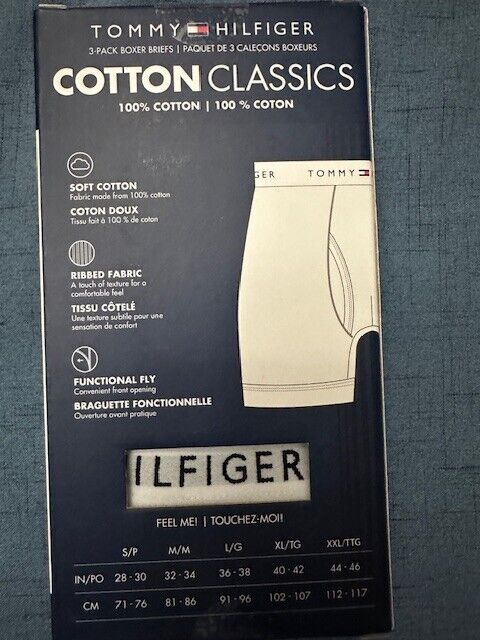 TOMMY HILFIGER
3-PACK BOXER BRIEFS | PAQUET DE 3 CALEÇONS BOXEURS
COTTON CLASSICS
100% COTTON | 100 % COTON
SOFT COTTON
Fabric made from 100% cotton
COTON DOUX
Tissu fait à 100 % de coton
GER TOMMY
RIBBED FABRIC
A touch of texture for a
comfortable feel
TISSU CÔTELÉ
Une texture subtile pour une
sensation de confort
FUNCTIONAL FLY
Convenient front opening
BRAGUETTE FONCTIONNELLE
Ouverture avant pratique
ILFIGER
FEEL ME! | TOUCHEZ-MOI!
S/P M/M L/G XL/TG XXL/TTG
IN/PO 28 - 30 32 - 34 36 - 38 40 - 42 44 - 46
CM 71 - 76 81 - 86 91 - 96 102 - 107 112 - 117